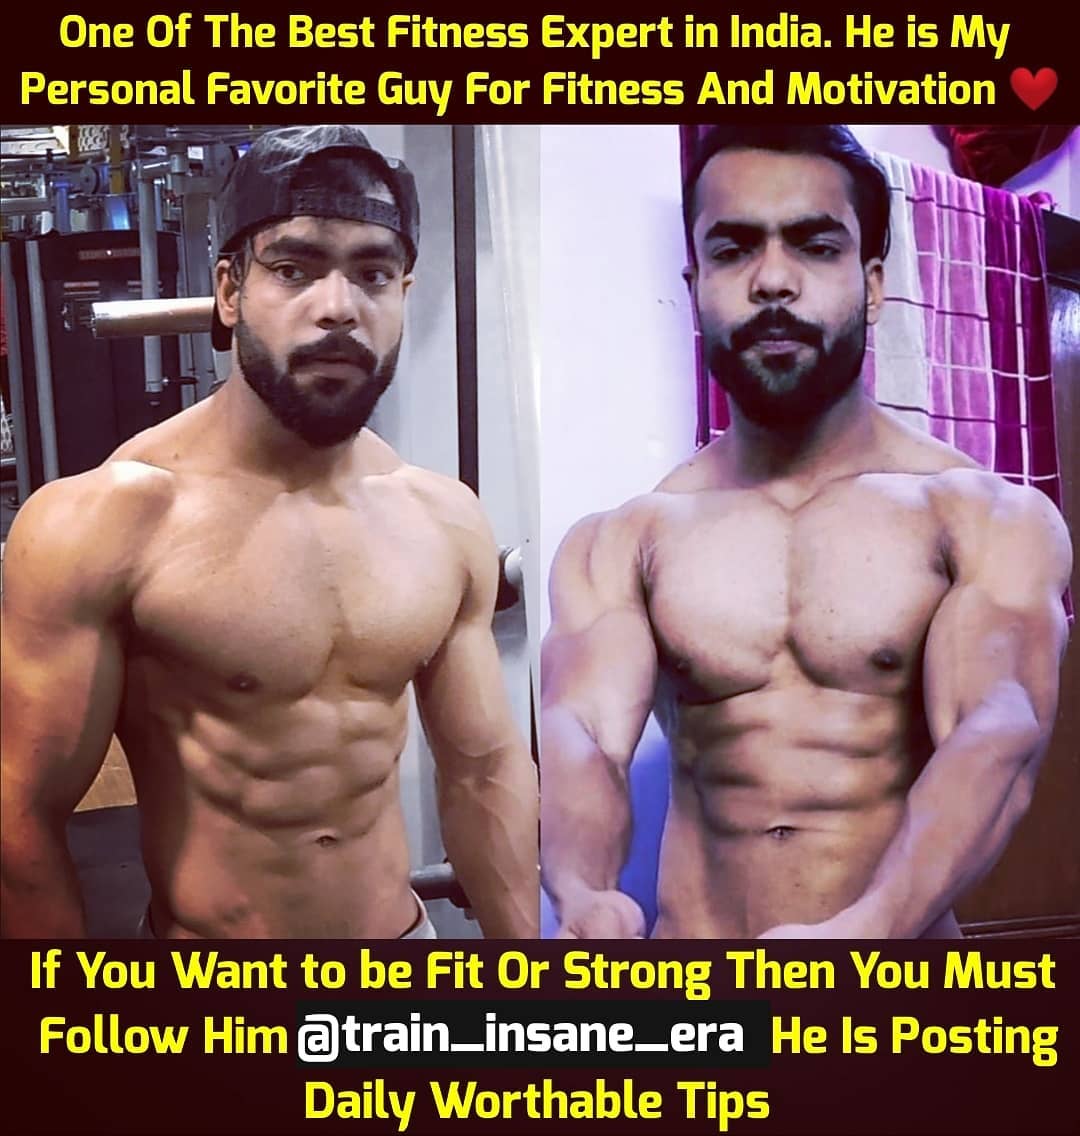 One Of The Best Fitness Expert in India. He is My
Personal Favorite Guy For Fitness And Motivation ❤️
If You Want to be Fit Or Strong Then You Must
Follow Him @train_insane_era He Is Posting
Daily Worthable Tips